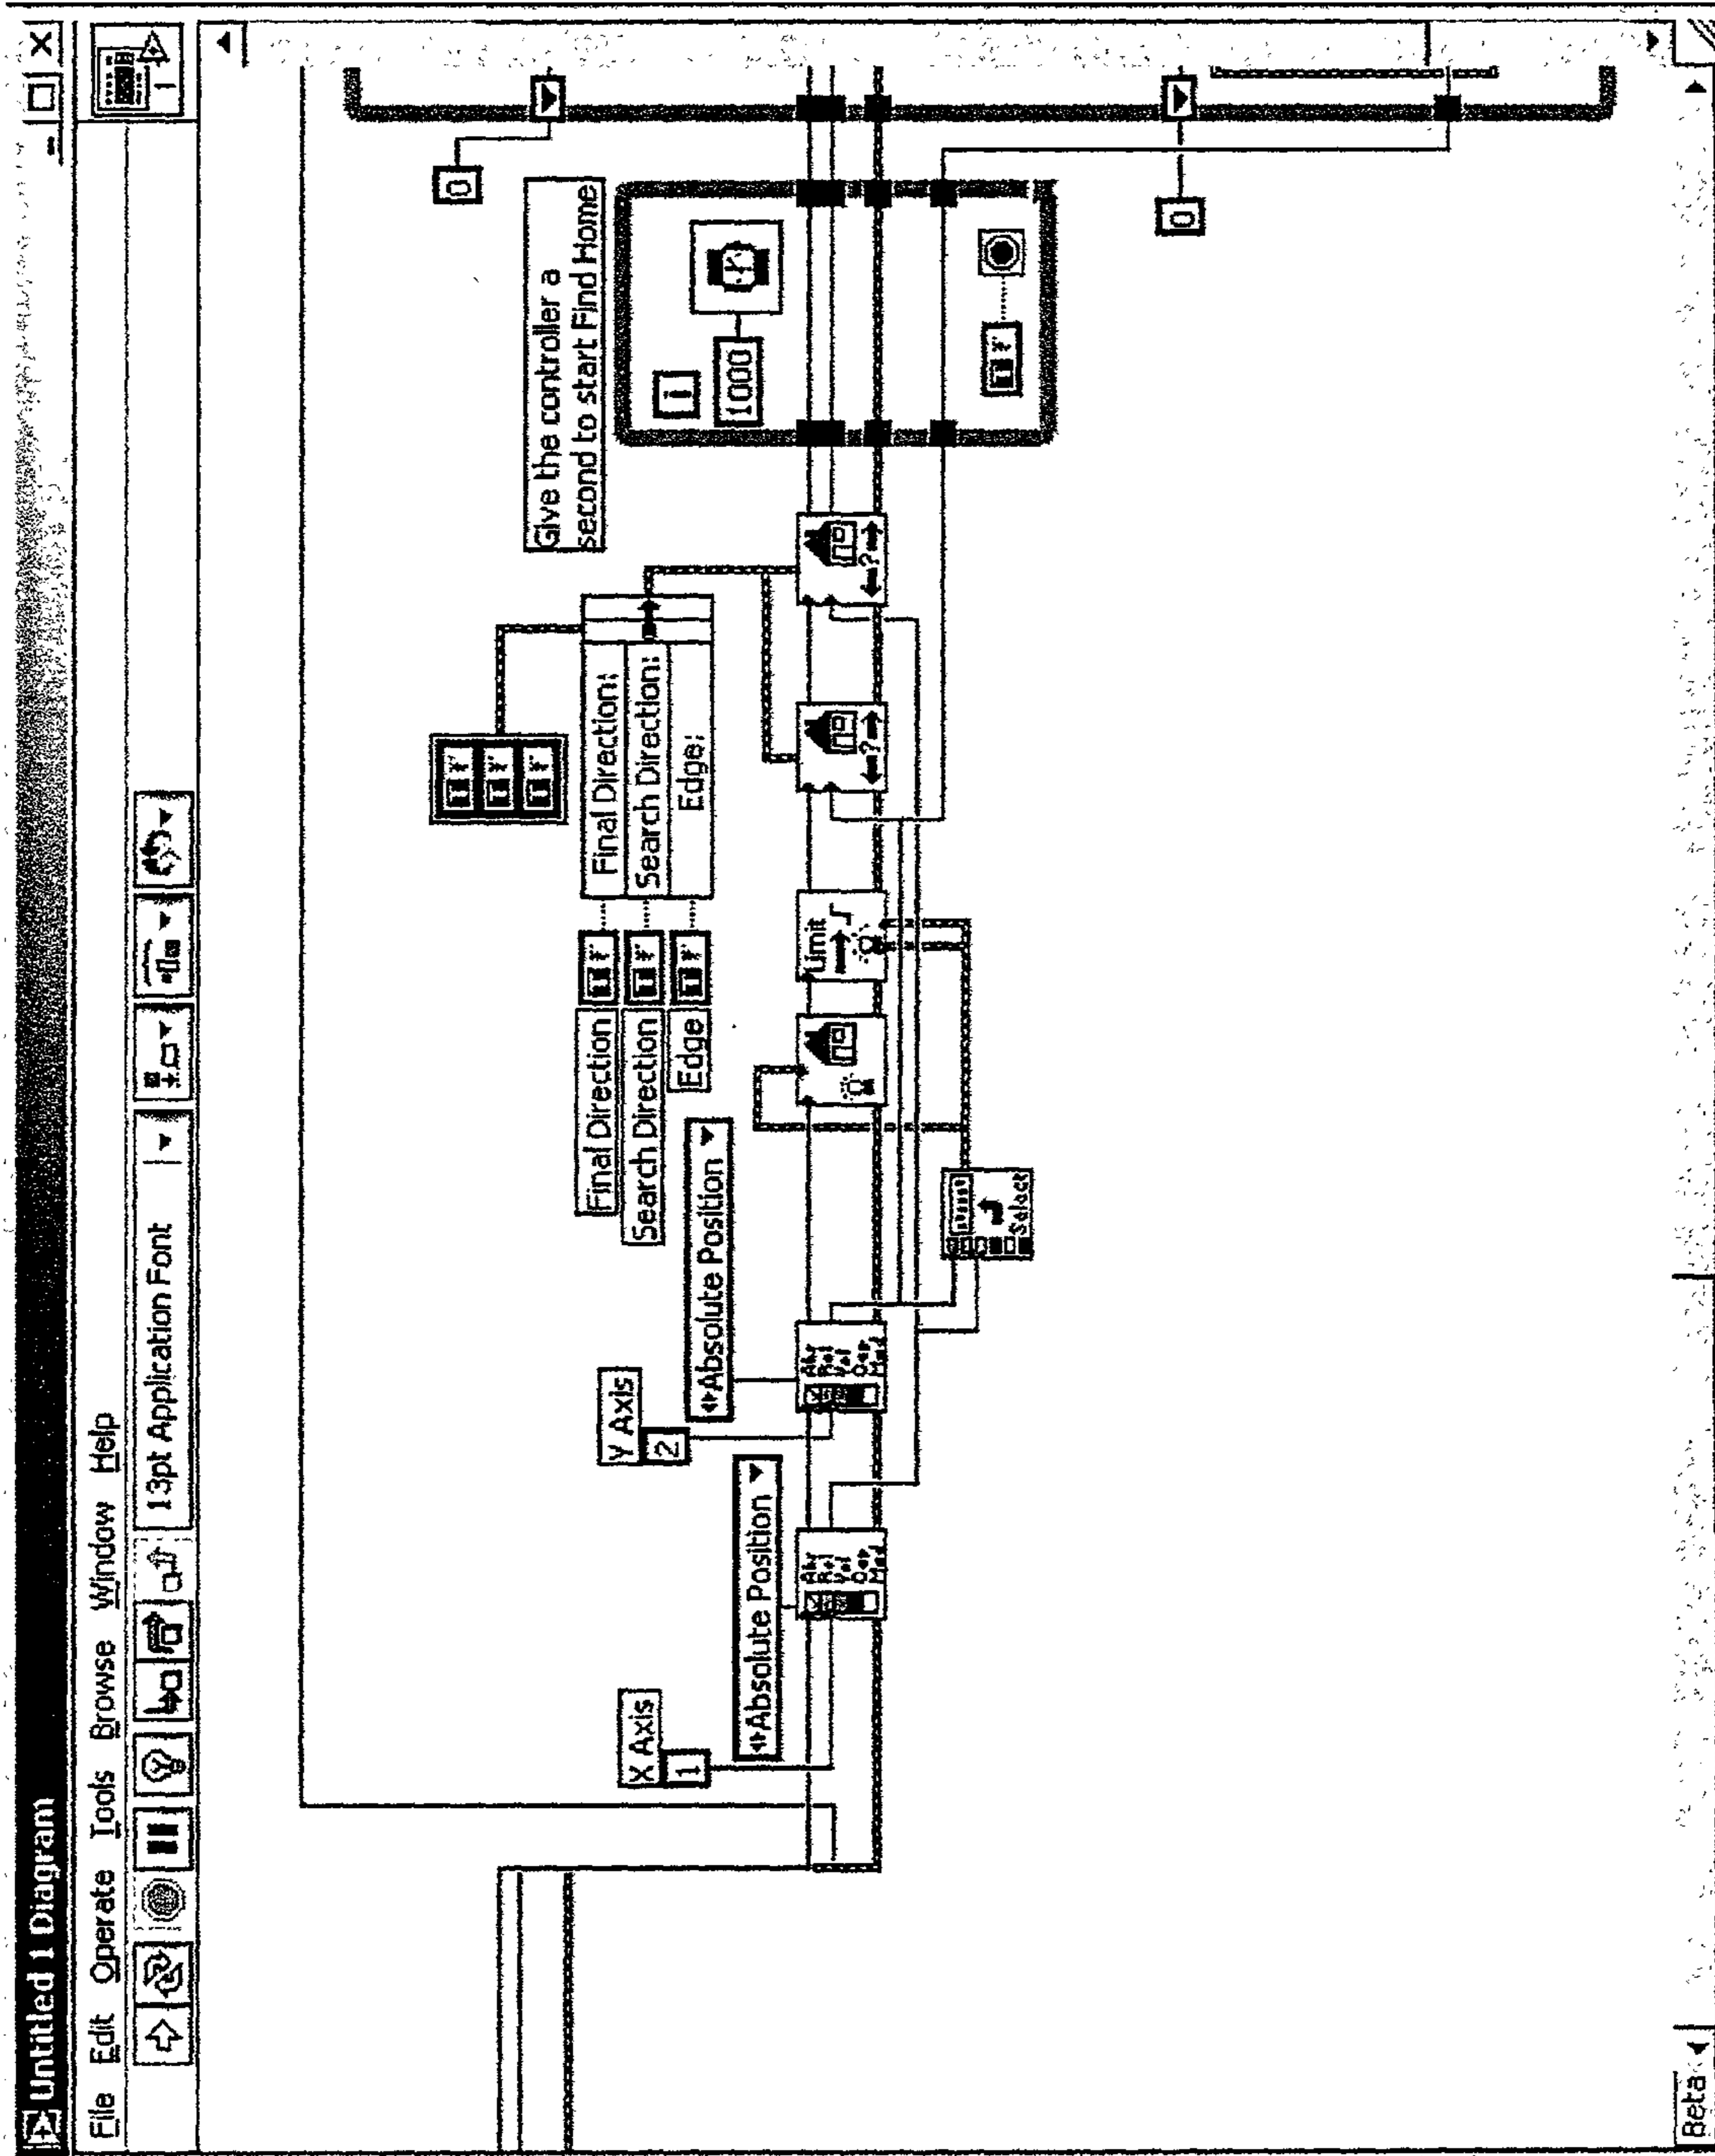 Untitled 1 Diagram
File Edit Operate Tools Browse Window Help
13pt Application Font
0
Give the controller a
second to start Find Home
i
1000
Final Direction
Search Direction
Edge
Final Direction:
Search Direction:
Edge:
X Axis
1
Absolute Position
Y Axis
2
Absolute Position
Limit
Select
0
Beta